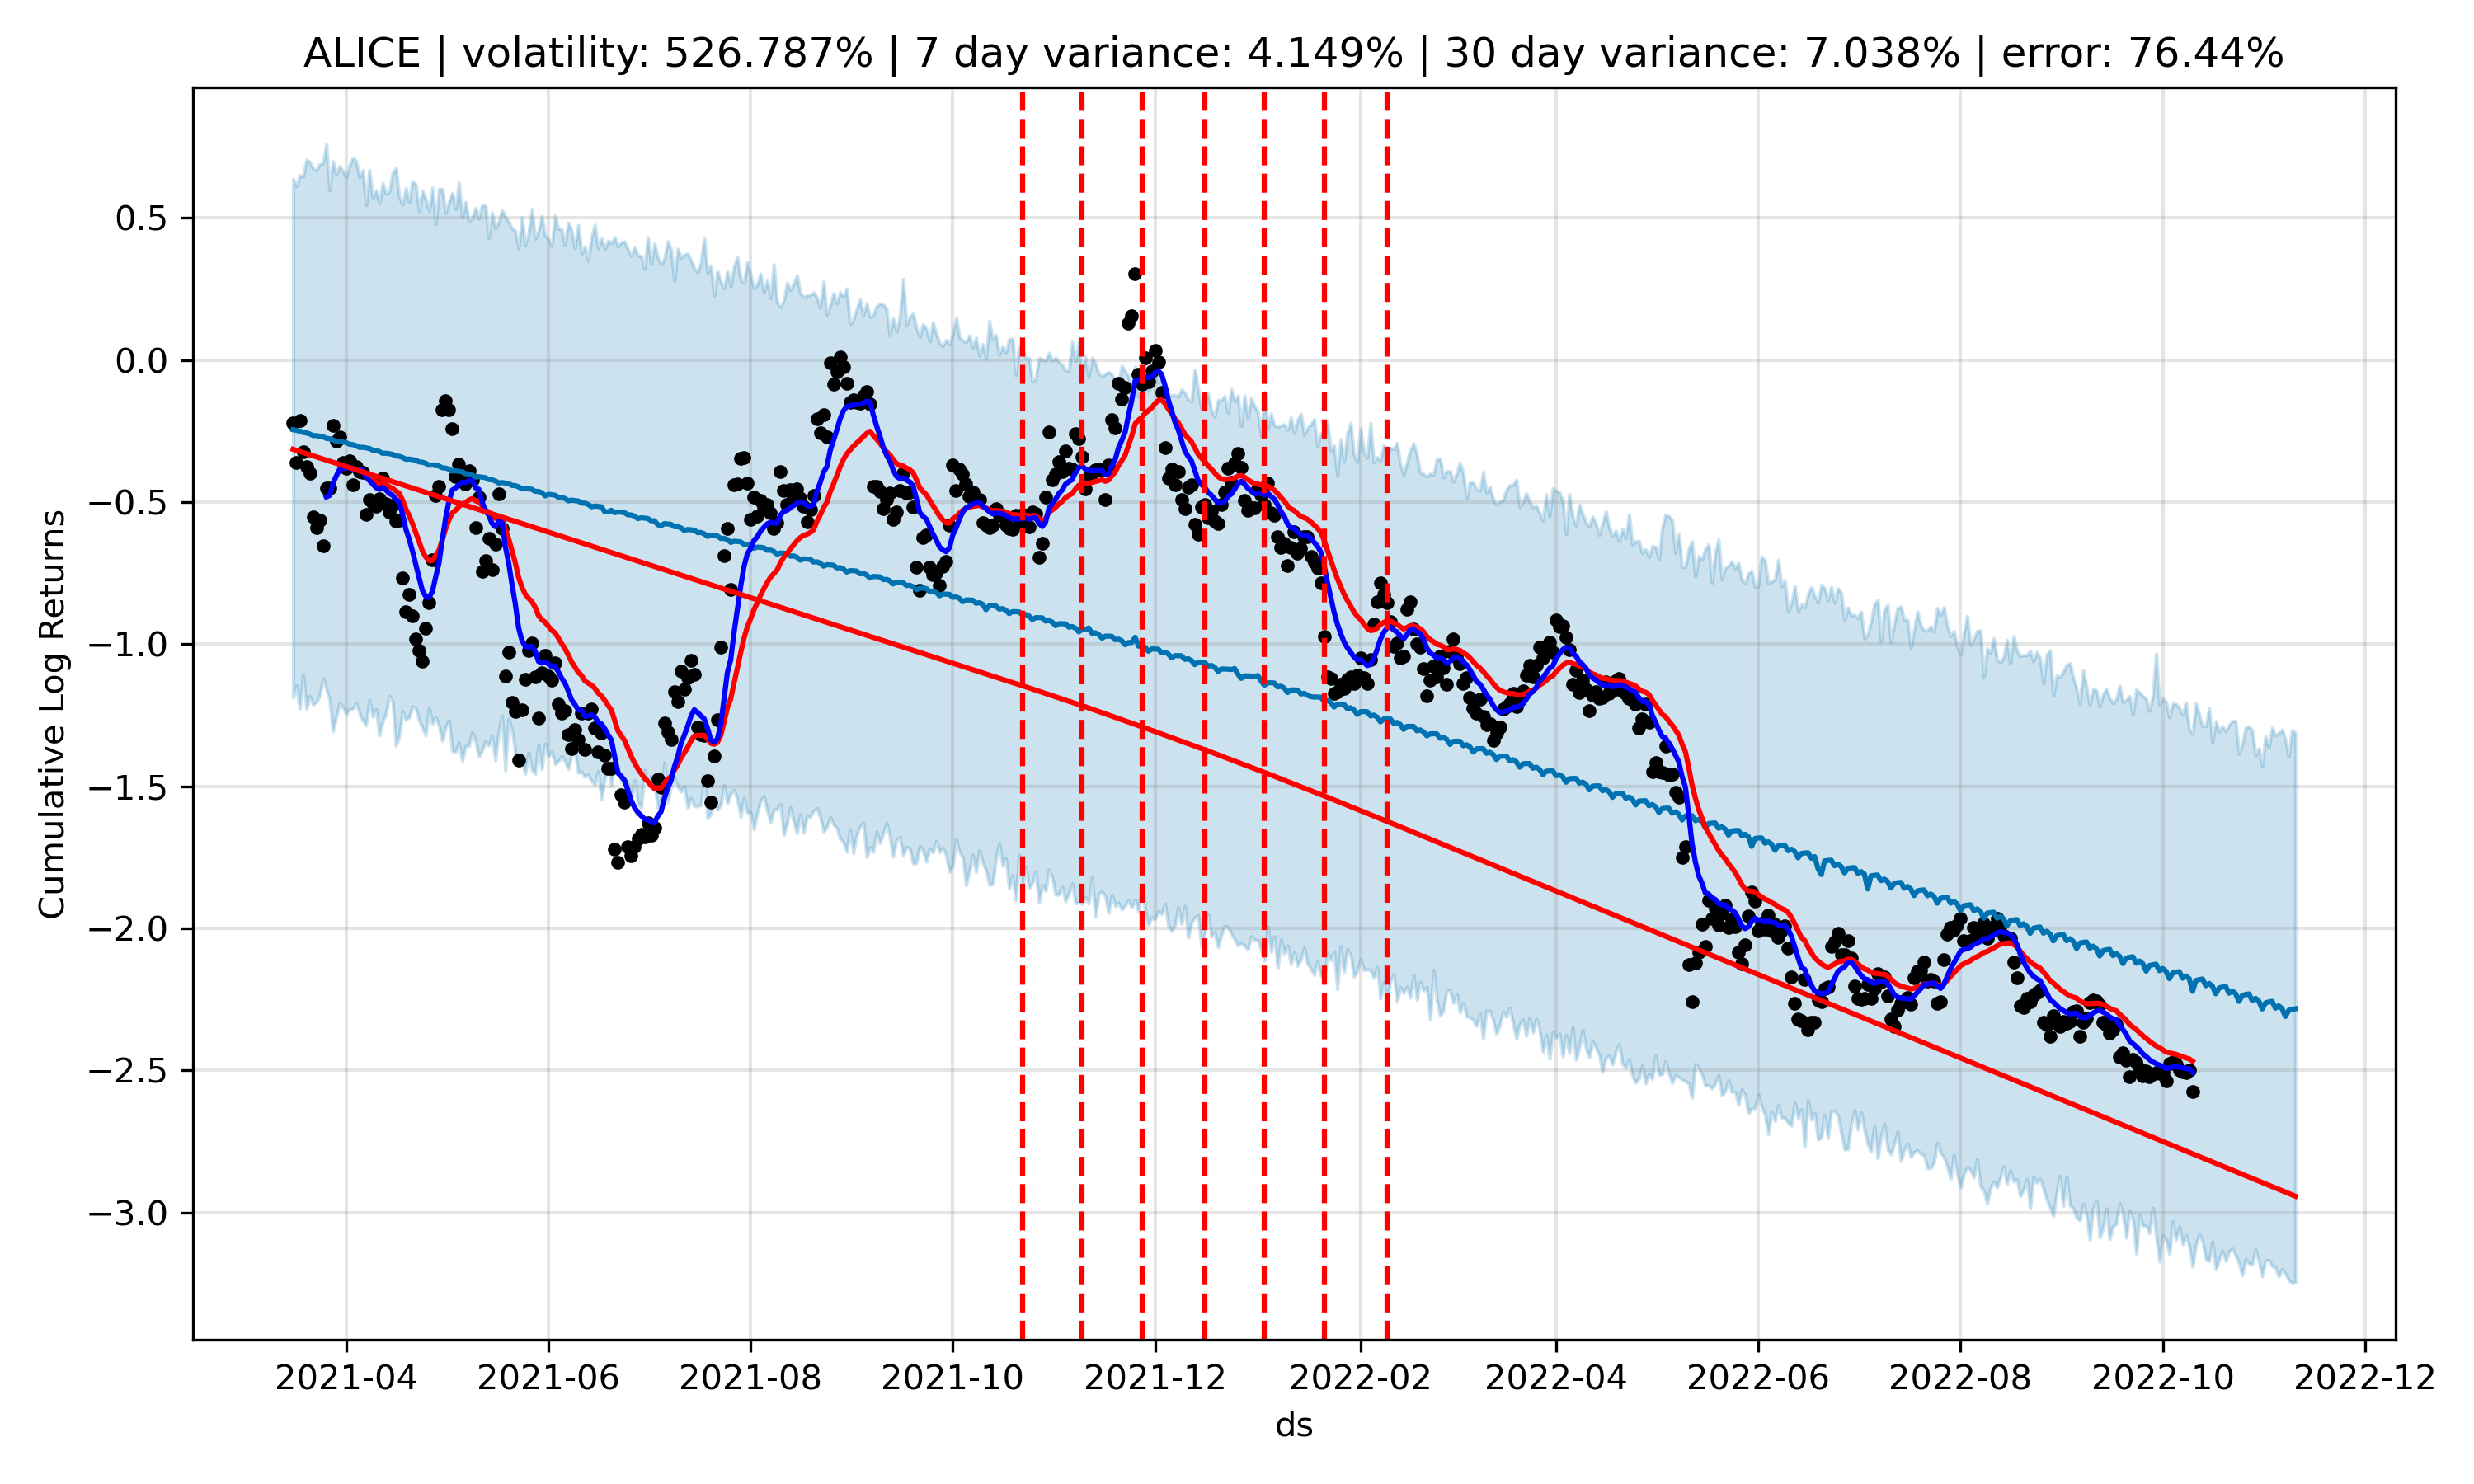 ALICE | volatility: 526.787% | 7 day variance: 4.149% | 30 day variance: 7.038% | error: 76.44%
Cumulative Log Returns
0.5
0.0
−0.5
−1.0
−1.5
−2.0
−2.5
−3.0
2021-04 2021-06 2021-08 2021-10 2021-12 2022-02 2022-04 2022-06 2022-08 2022-10 2022-12
ds